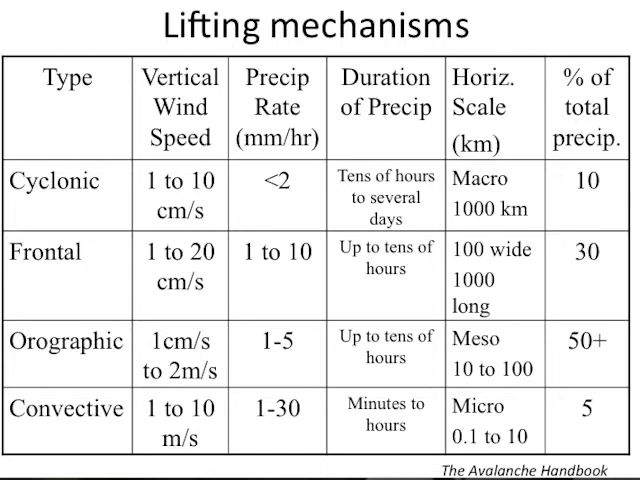 Lifting mechanisms
Type
Vertical
Wind
Speed
Precip
Rate
(mm/hr)
Duration
of Precip
Horiz.
Scale
(km)
% of
total
precip.
Cyclonic
1 to 10
cm/s
<2
Tens of hours
to several
days
Macro
1000 km
10
Frontal
1 to 20
cm/s
1 to 10
Up to tens of
hours
100 wide
1000
long
30
Orographic
1cm/s
to 2m/s
1-5
Up to tens of
hours
Meso
10 to 100
50+
Convective
1 to 10
m/s
1-30
Minutes to
hours
Micro
0.1 to 10
5
The Avalanche Handbook